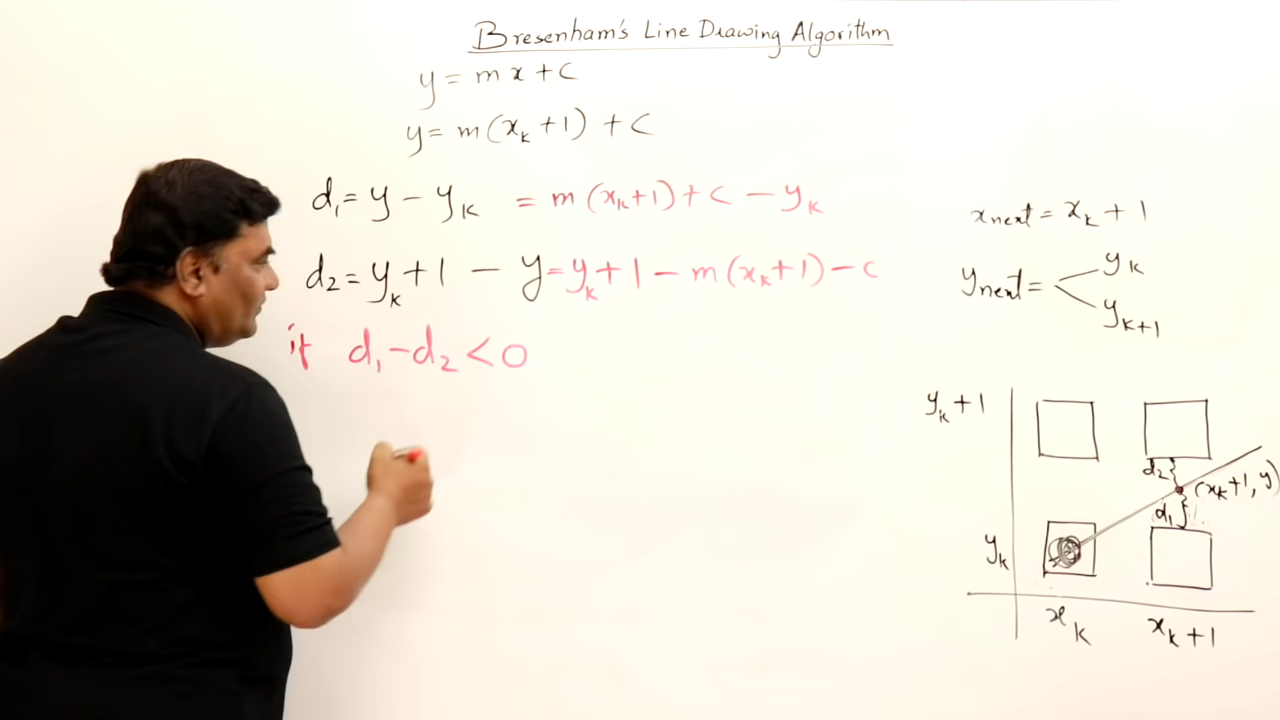 Bresenham's Line Drawing Algorithm
y = mx + C
y = m(xₖ+1) + C
d₁ = y − yₖ = m(xₖ+1) + C − yₖ
d₂ = yₖ+1 − y = yₖ+1 − m(xₖ+1) − C
if d₁−d₂ < 0
xnext = xₖ + 1
ynext = yₖ
yₖ₊₁
yₖ+1
d₂
(xₖ+1, y)
d₁
yₖ
xₖ xₖ+1